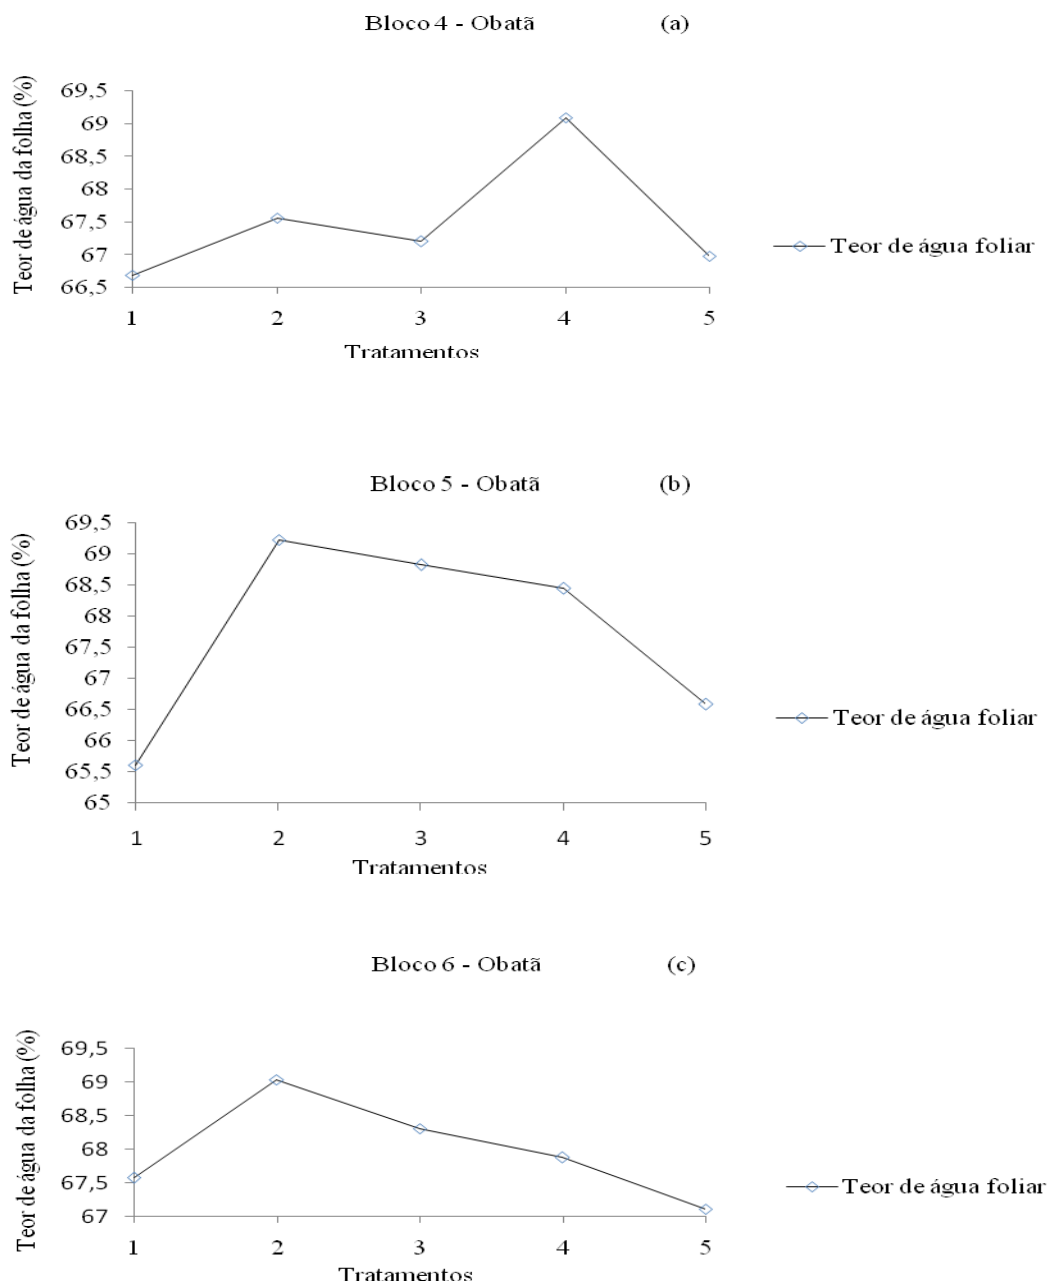 Bloco 4 - Obatã (a)
Teor de água da folha (%)
69,5
69
68,5
68
67,5
67
66,5
1 2 3 4 5
Tratamentos
Teor de água foliar
Bloco 5 - Obatã (b)
Teor de água da folha (%)
69,5
69
68,5
68
67,5
67
66,5
66
65,5
65
1 2 3 4 5
Tratamentos
Teor de água foliar
Bloco 6 - Obatã (c)
Teor de água da folha (%)
69,5
69
68,5
68
67,5
67
1 2 3 4 5
Tratamentos
Teor de água foliar